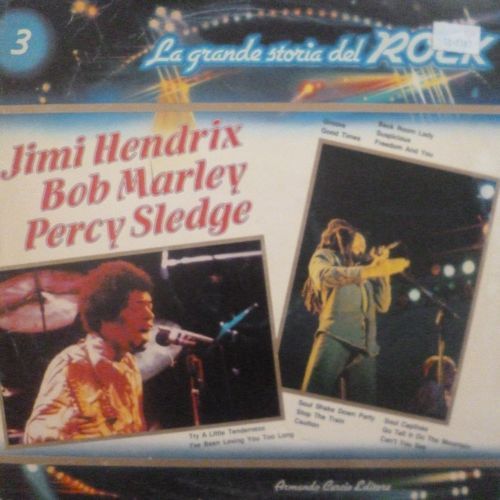 3
La grande storia del ROCK
Jimi Hendrix
Bob Marley
Percy Sledge
Groove
Good Times
Back Room Lady
Suspicious
Freedom And You
Try A Little Tenderness
I've Been Loving You Too Long
Soul Shake Down Party
Stop The Train
Caution
Soul Captives
Go Tell It On The Mountain
Can't You See
Armando Curcio Editore